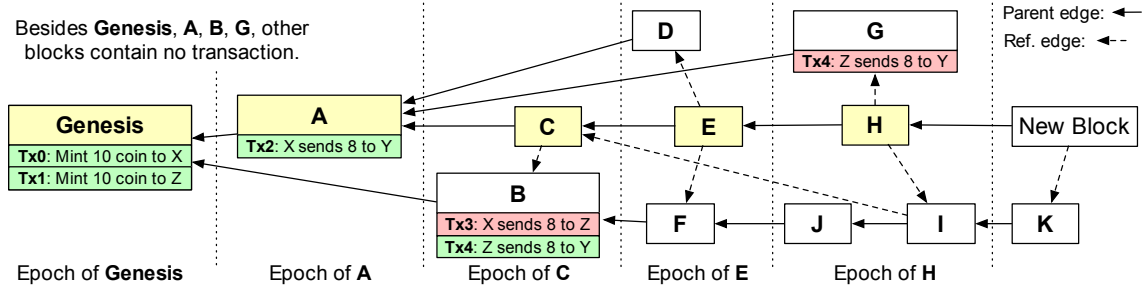 Besides Genesis, A, B, G, other
blocks contain no transaction.
Parent edge:
Ref. edge:
D
G
Tx4: Z sends 8 to Y
Genesis
Tx0: Mint 10 coin to X
Tx1: Mint 10 coin to Z
A
Tx2: X sends 8 to Y
C
E
H
New Block
B
Tx3: X sends 8 to Z
Tx4: Z sends 8 to Y
F
J
I
K
Epoch of Genesis
Epoch of A
Epoch of C
Epoch of E
Epoch of H